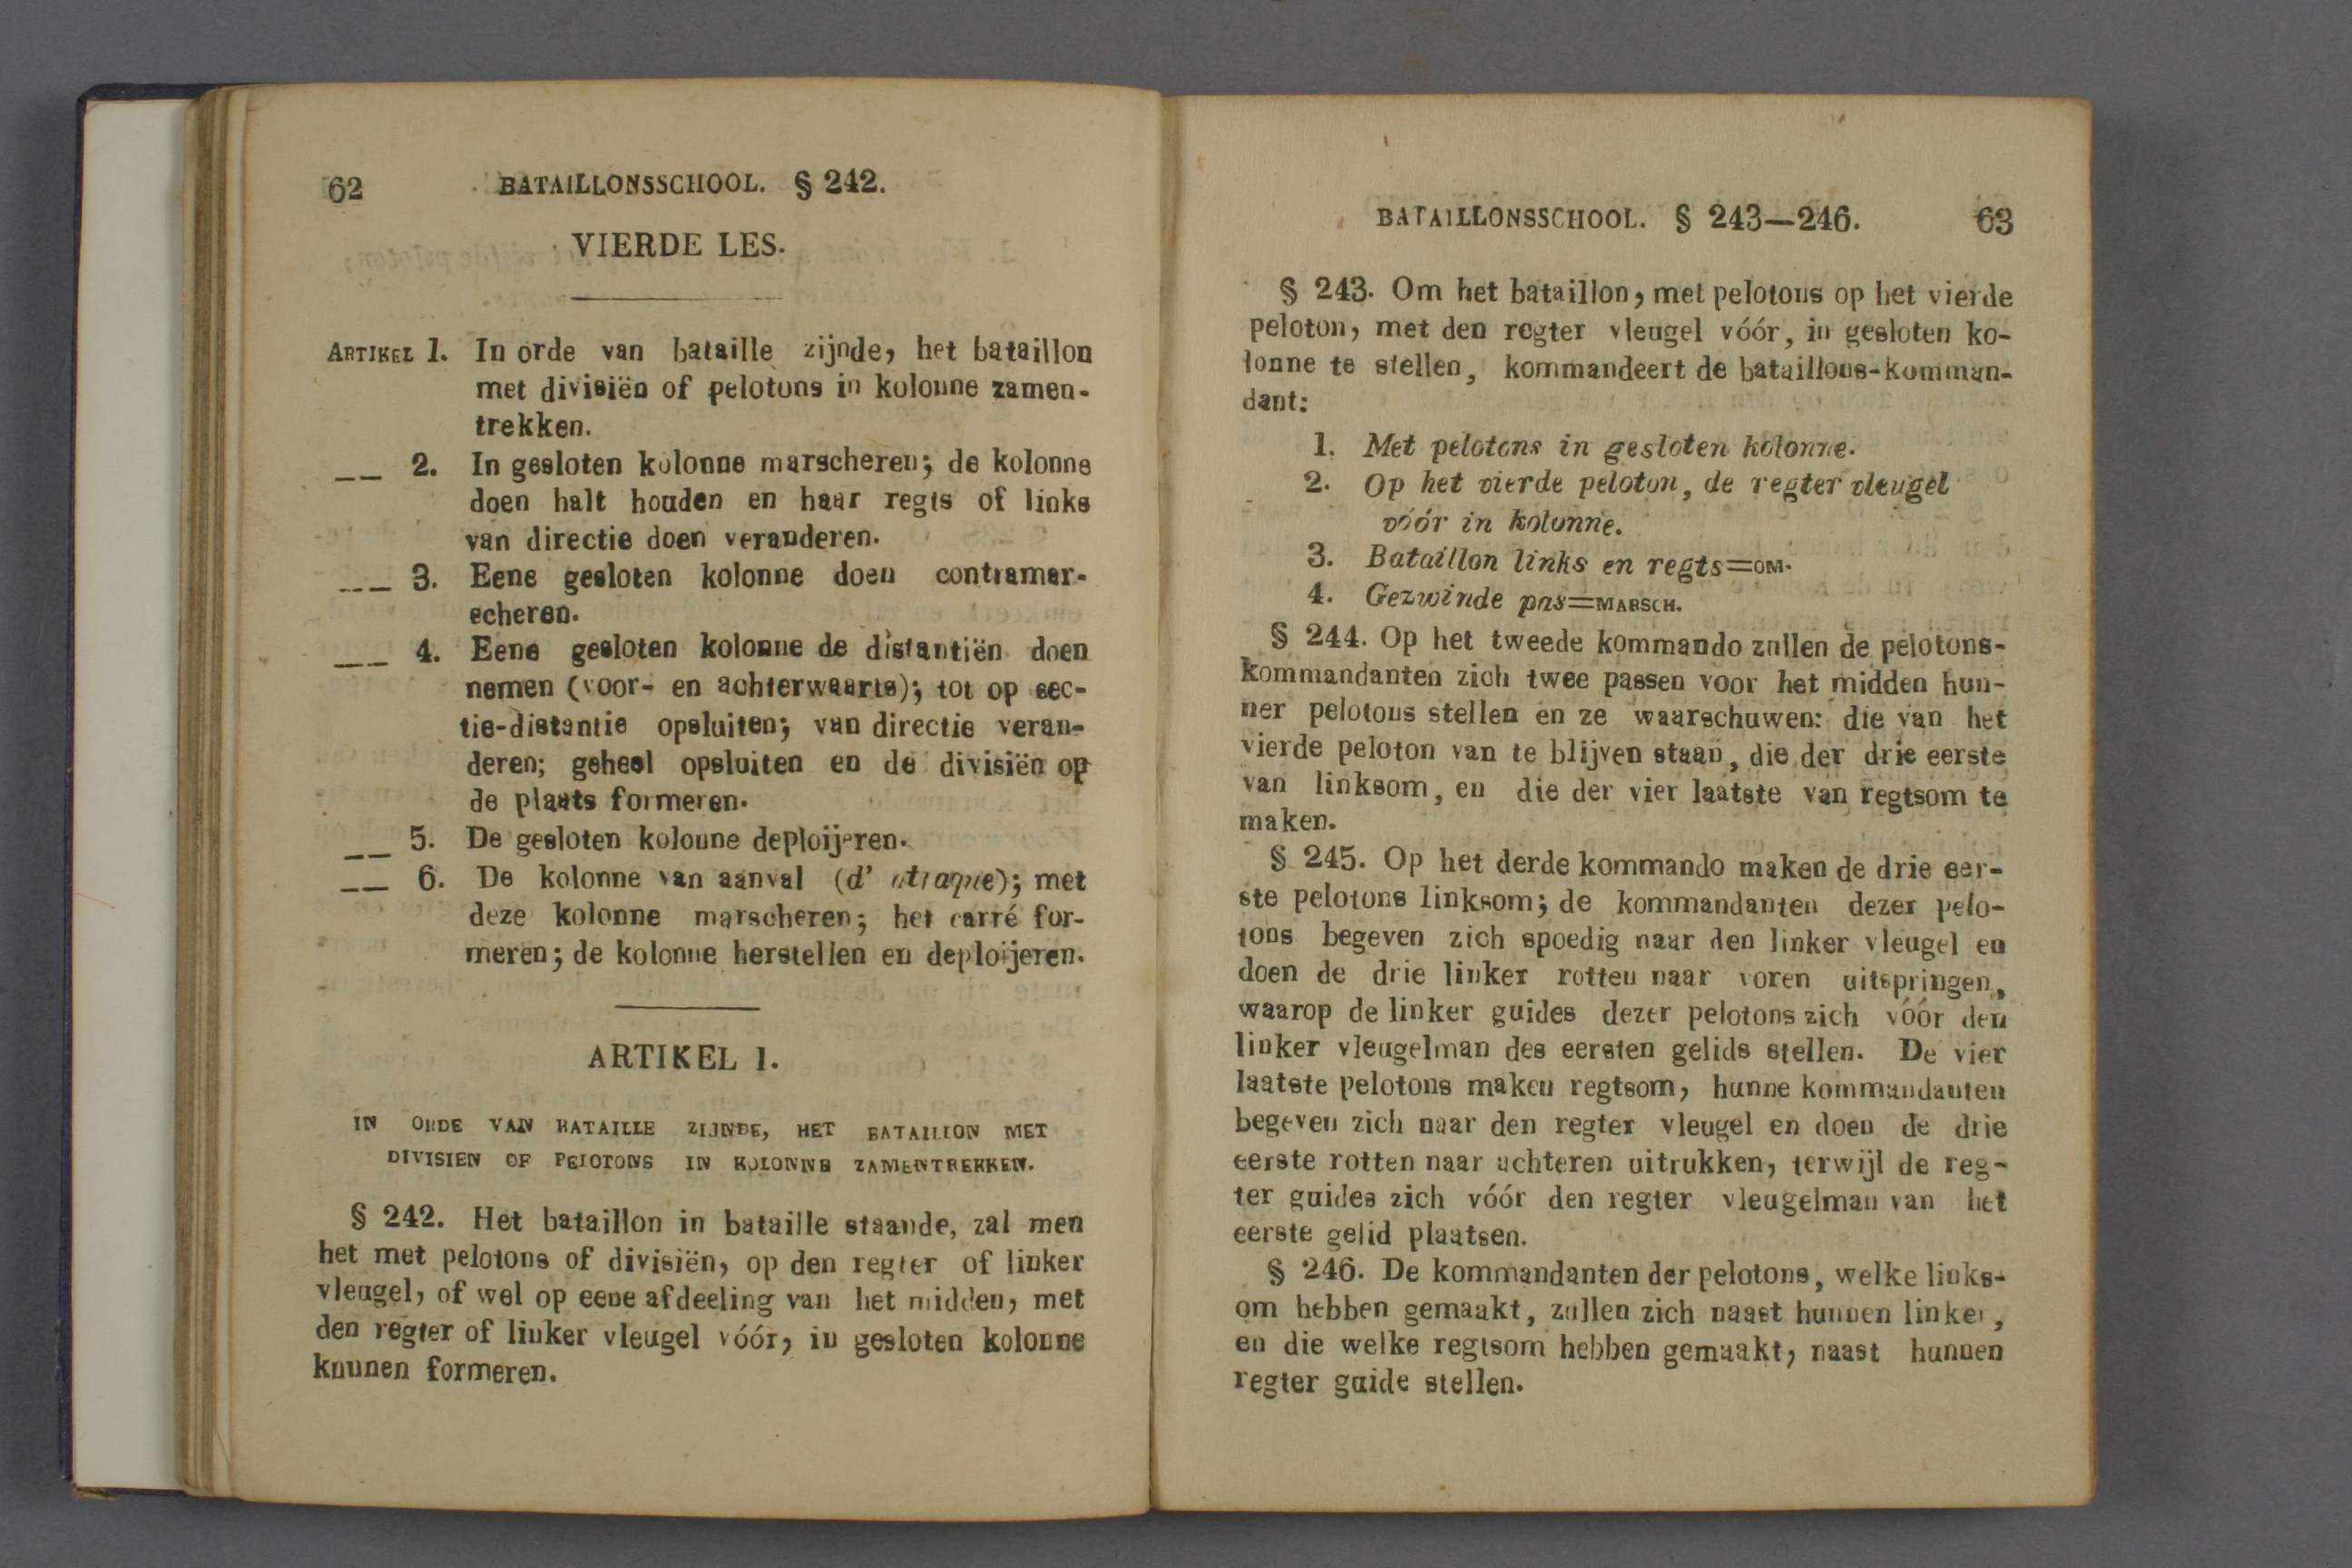 62 BATAILLONSSCHOOL. § 242.
VIERDE LES.
ARTIKEL 1. In orde van bataille zijnde, het bataillon
met divisiën of pelotons in kolonne zamen-
trekken.
__ 2. In gesloten kolonne marscheren; de kolonne
doen halt houden en haar regts of links
van directie doen veranderen.
__ 3. Eene gesloten kolonne doen contramar-
scheren.
__ 4. Eene gesloten kolonne de distantiën doen
nemen (voor- en achterwaarts); tot op sec-
tie-distantie opsluiten; van directie veran-
deren; geheel opsluiten en de divisiën op
de plaats formeren.
__ 5. De gesloten kolonne deploijeren.
__ 6. De kolonne van aanval (d' attaque); met
deze kolonne marscheren; het carré for-
meren; de kolonne herstellen en deploijeren.
ARTIKEL 1.
IN ORDE VAN BATAILLE ZIJNDE, HET BATAILLON MET
DIVISIEN OF PELOTONS IN KOLONNE ZAMENTREKKEN.
§ 242. Het bataillon in bataille staande, zal men
het met pelotons of divisiën, op den regter of linker
vleugel, of wel op eene afdeeling van het midden, met
den regter of linker vleugel vóór, in gesloten kolonne
kunnen formeren.
BATAILLONSSCHOOL. § 243—246. 63
§ 243. Om het bataillon, met pelotons op het vierde
peloton, met den regter vleugel vóór, in gesloten ko-
lonne te stellen, kommandeert de bataillons-komman-
dant:
1. Met pelotons in gesloten kolonne.
2. Op het vierde peloton, de regter vleugel
vóór in kolonne.
3. Bataillon links en regts=OM.
4. Gezwinde pas=MARSCH.
§ 244. Op het tweede kommando zullen de pelotons-
kommandanten zich twee passen voor het midden hun-
ner pelotons stellen en ze waarschuwen: die van het
vierde peloton van te blijven staan, die der drie eerste
van linksom, en die der vier laatste van regtsom te
maken.
§ 245. Op het derde kommando maken de drie eer-
ste pelotons linksom; de kommandanten dezer pelo-
tons begeven zich spoedig naar den linker vleugel en
doen de drie linker rotten naar voren uitspringen,
waarop de linker guides dezer pelotons zich vóór den
linker vleugelman des eersten gelids stellen. De vier
laatste pelotons maken regtsom, hunne kommandanten
begeven zich naar den regter vleugel en doen de drie
eerste rotten naar achteren uitrukken, terwijl de reg-
ter guides zich vóór den regter vleugelman van het
eerste gelid plaatsen.
§ 246. De kommandanten der pelotons, welke links-
om hebben gemaakt, zullen zich naast hunnen linker,
en die welke regtsom hebben gemaakt, naast hunnen
regter guide stellen.